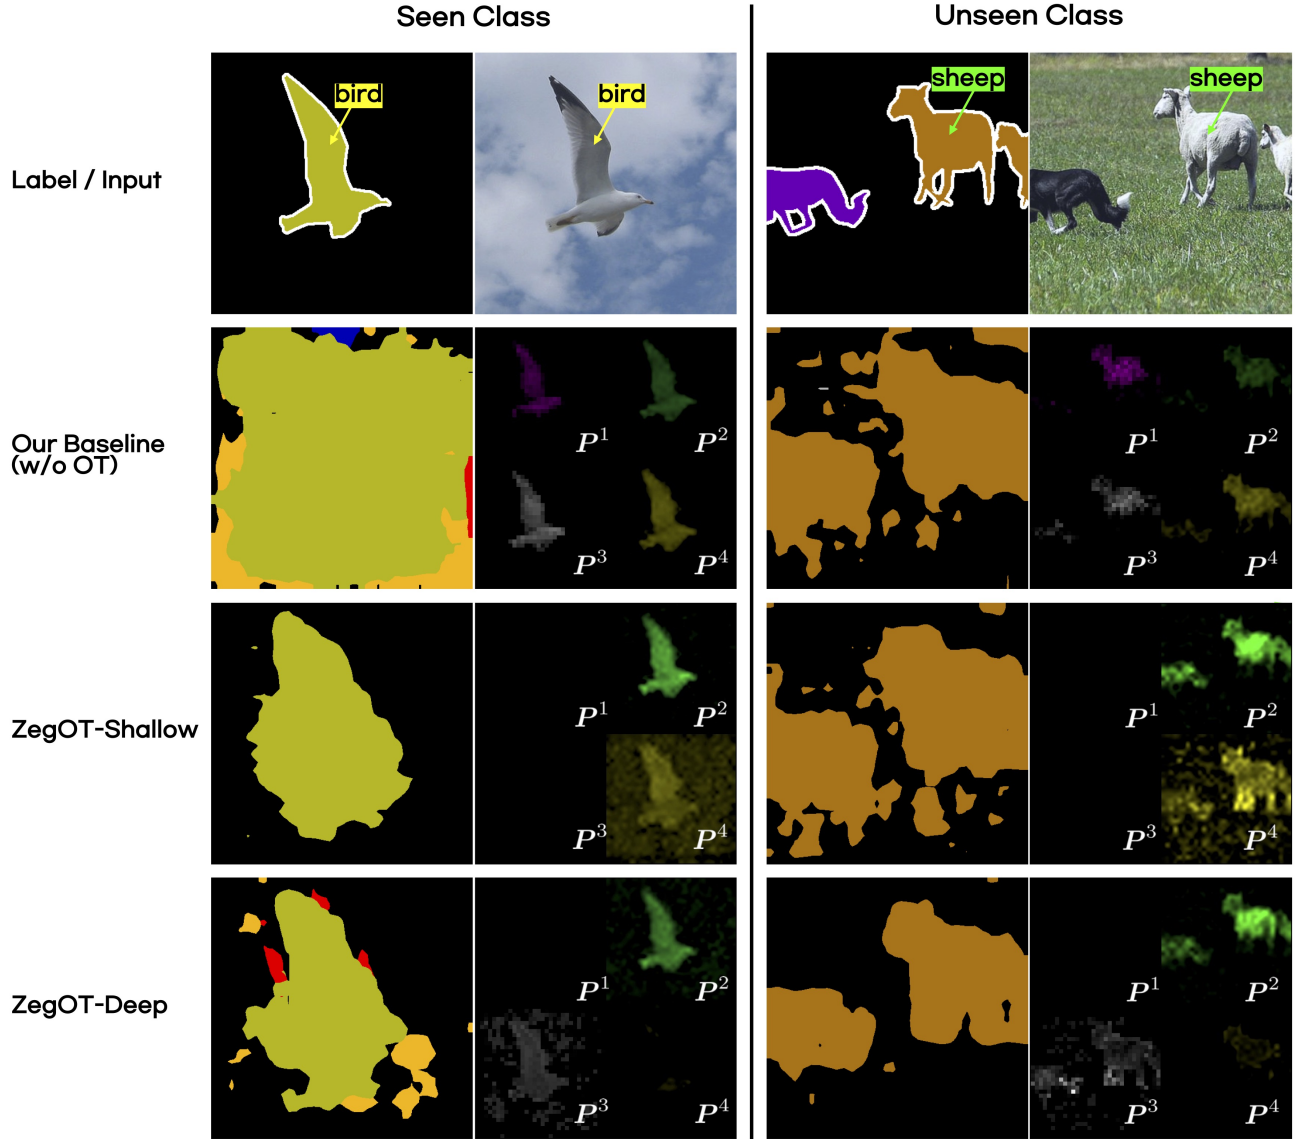 Seen Class
Unseen Class
Label / Input
bird
bird
sheep
sheep
Our Baseline
(w/o OT)
P¹
P²
P¹
P²
P³
P⁴
P³
P⁴
ZegOT-Shallow
P¹
P²
P¹
P²
P³
P⁴
P³
P⁴
ZegOT-Deep
P¹
P²
P¹
P²
P³
P⁴
P³
P⁴